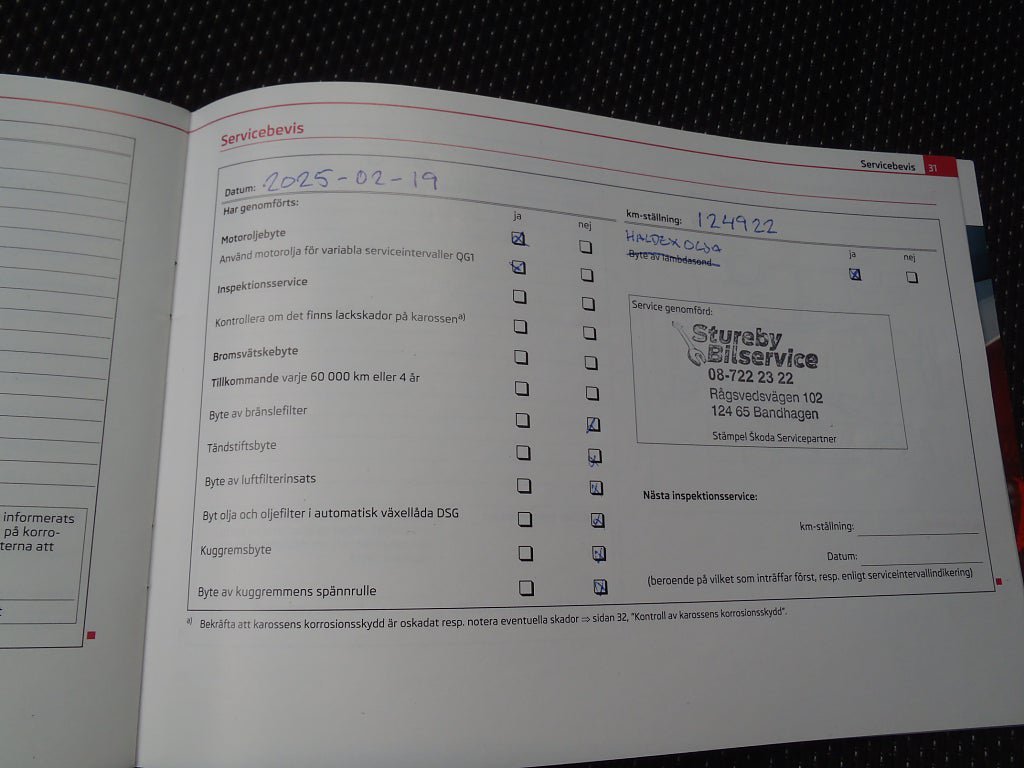 informerats
på korro-
terna att
Servicebevis
Servicebevis 31
Datum: 2025-02-19
Har genomförts:
ja nej
Motoroljebyte
Använd motorolja för variabla serviceintervaller QG1
Inspektionsservice
Kontrollera om det finns lackskador på karossen a)
Bromsvätskebyte
Tillkommande varje 60 000 km eller 4 år
Byte av bränslefilter
Tändstiftsbyte
Byte av luftfilterinsats
Byt olja och oljefilter i automatisk växellåda DSG
Kuggremsbyte
Byte av kuggremmens spännrulle
km-ställning: 124922
HALDEXOLJA
Byte av lambdasond
ja nej
Service genomförd:
Stureby
Bilservice
08-722 23 22
Rågsvedsvägen 102
124 65 Bandhagen
Stämpel Škoda Servicepartner
Nästa inspektionsservice:
km-ställning:
Datum:
(beroende på vilket som inträffar först, resp. enligt serviceintervallindikering)
a) Bekräfta att karossens korrosionsskydd är oskadat resp. notera eventuella skador ⇒ sidan 32, "Kontroll av karossens korrosionsskydd".